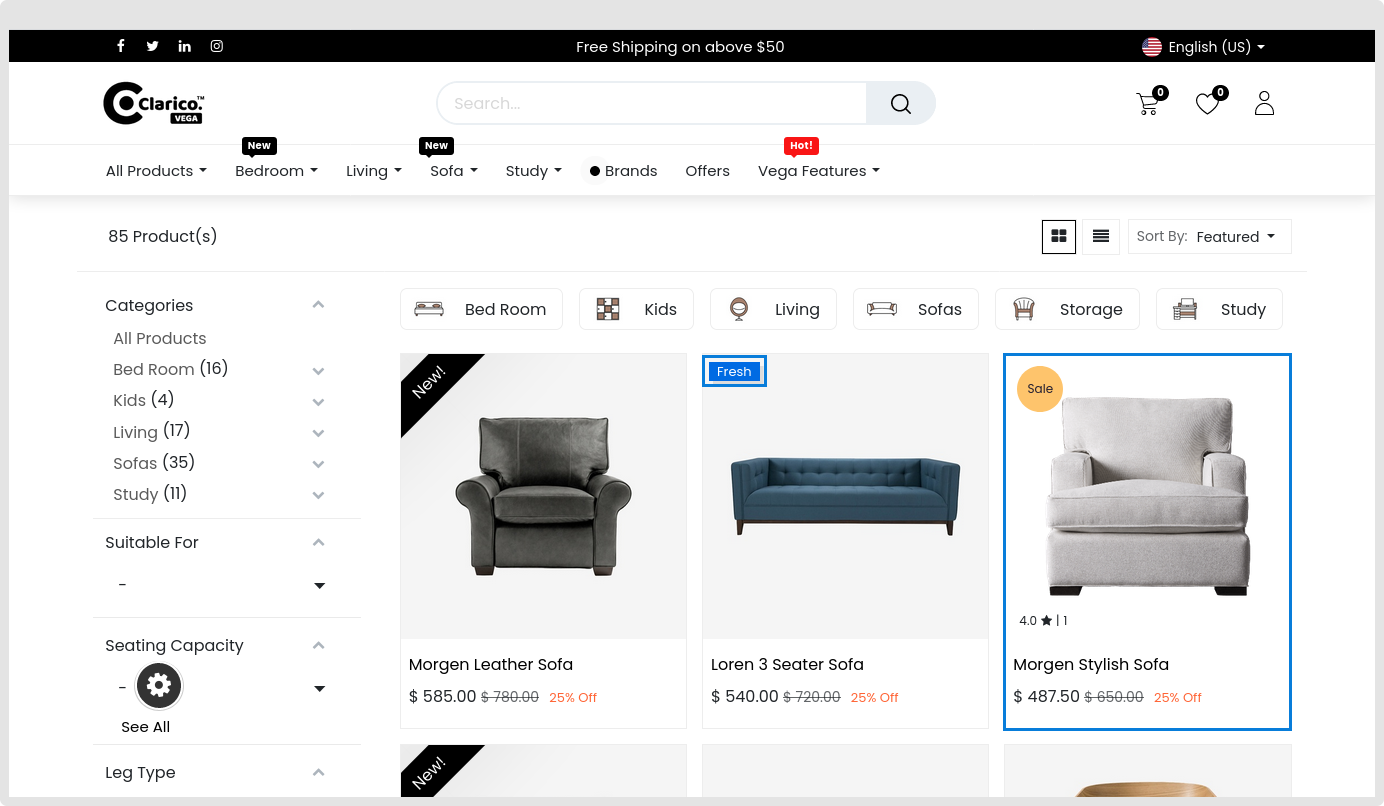 Free Shipping on above $50
English (US)
Clarico.™
VEGA
Search...
0
0
New
New
Hot!
All Products
Bedroom
Living
Sofa
Study
Brands
Offers
Vega Features
85 Product(s)
Sort By: Featured
Categories
All Products
Bed Room (16)
Kids (4)
Living (17)
Sofas (35)
Study (11)
Suitable For
-
Seating Capacity
-
See All
Leg Type
Bed Room
Kids
Living
Sofas
Storage
Study
New!
Morgen Leather Sofa
$ 585.00 $ 780.00 25% Off
Fresh
Loren 3 Seater Sofa
$ 540.00 $ 720.00 25% Off
Sale
4.0 ★ | 1
Morgen Stylish Sofa
$ 487.50 $ 650.00 25% Off
New!